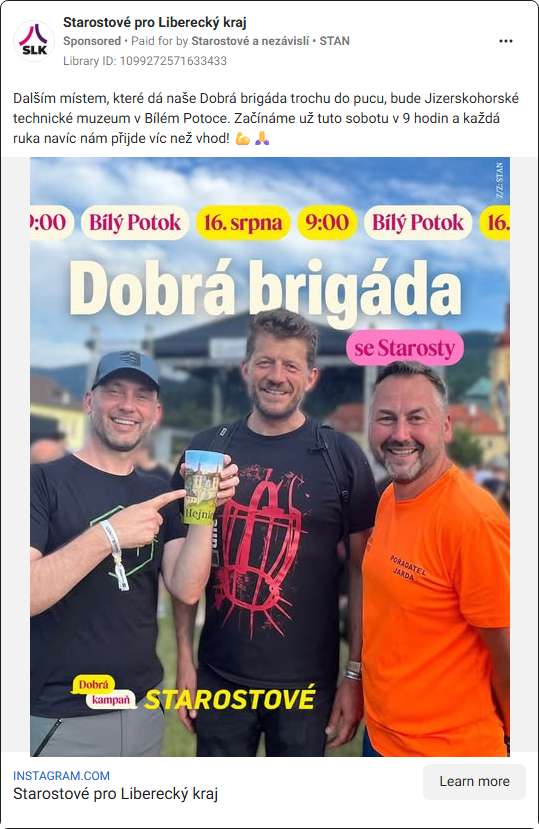 Starostové pro Liberecký kraj
Sponsored • Paid for by Starostové a nezávislí • STAN
Library ID: 1099272571633433
SLK
Dalším místem, které dá naše Dobrá brigáda trochu do pucu, bude Jizerskohorské
technické muzeum v Bílém Potoce. Začínáme už tuto sobotu v 9 hodin a každá
ruka navíc nám přijde víc než vhod! 💪 🙏
Z/Z: STAN
9:00 Bílý Potok 16. srpna 9:00 Bílý Potok 16.
Dobrá brigáda
se Starosty
Hejni
POŘADATEL
JARDA
Dobrá
kampaň
STAROSTOVÉ
INSTAGRAM.COM
Starostové pro Liberecký kraj
Learn more